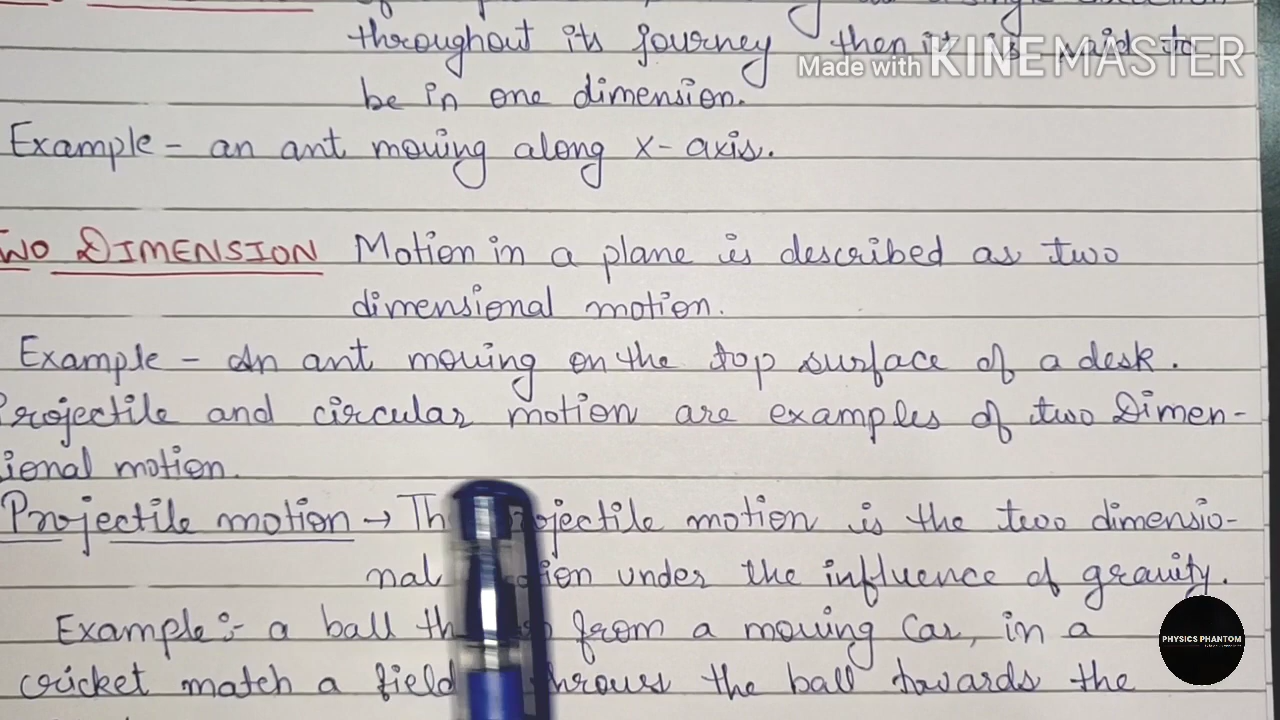 throughout its journey then it is said to
Made with KINEMASTER
be in one dimension.
Example - an ant moving along x-axis.
TWO DIMENSION Motion in a plane is described as two
dimensional motion.
Example - An ant moving on the top surface of a desk.
Projectile and circular motion are examples of two Dimen-
ional motion.
Projectile motion → Th ojectile motion is the two dimensio-
nal tion under the influence of gravity.
Example :- a ball th from a moving car, in a
PHYSICS PHANTOM
cricket match a field throws the ball towards the